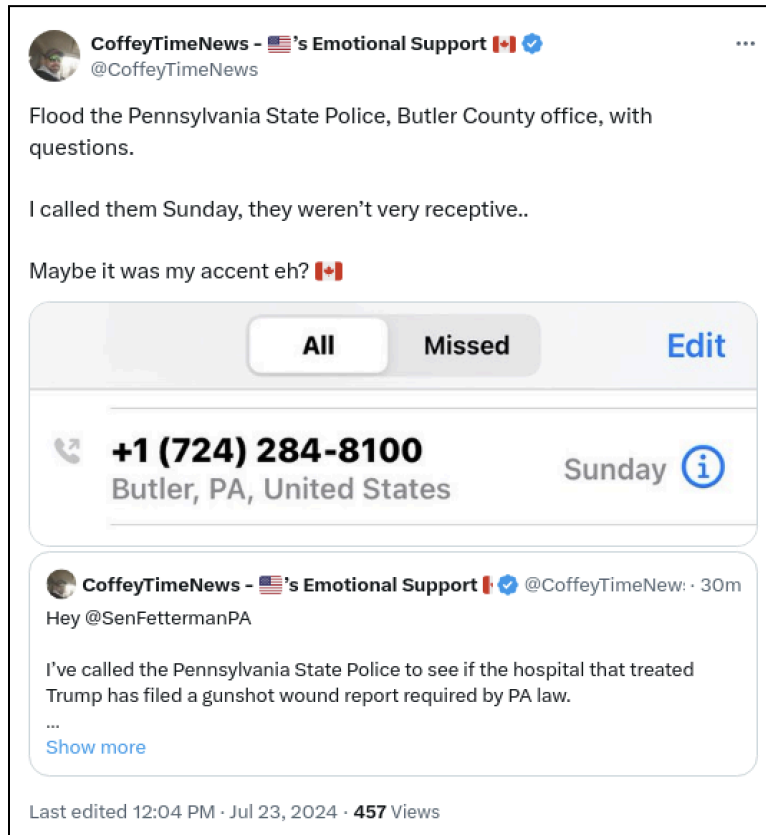 CoffeyTimeNews - 🇺🇸's Emotional Support 🇨🇦
@CoffeyTimeNews
Flood the Pennsylvania State Police, Butler County office, with
questions.
I called them Sunday, they weren’t very receptive..
Maybe it was my accent eh? 🇨🇦
All Missed Edit
+1 (724) 284-8100
Butler, PA, United States
Sunday
CoffeyTimeNews - 🇺🇸's Emotional Support @CoffeyTimeNew: · 30m
Hey @SenFettermanPA
I’ve called the Pennsylvania State Police to see if the hospital that treated
Trump has filed a gunshot wound report required by PA law.
...
Show more
Last edited 12:04 PM · Jul 23, 2024 · 457 Views